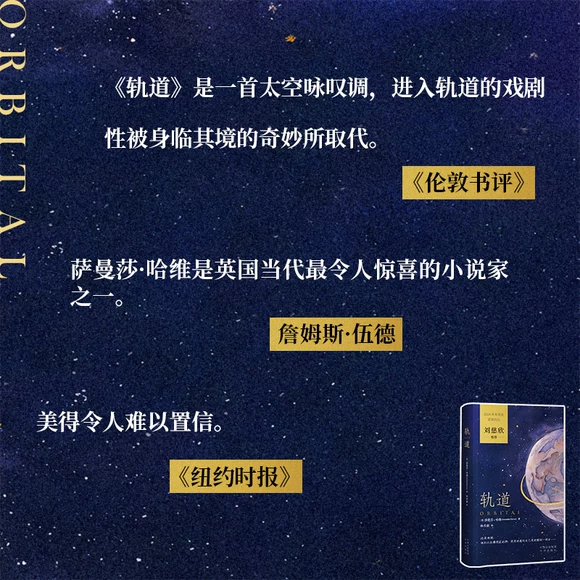 ORBITAL
《轨道》是一首太空咏叹调，进入轨道的戏剧
性被身临其境的奇妙所取代。
《伦敦书评》
萨曼莎·哈维是英国当代最令人惊喜的小说家
之一。
詹姆斯·伍德
美得令人难以置信。
《纽约时报》
刘慈欣
轨道
轨道
ORBITAL